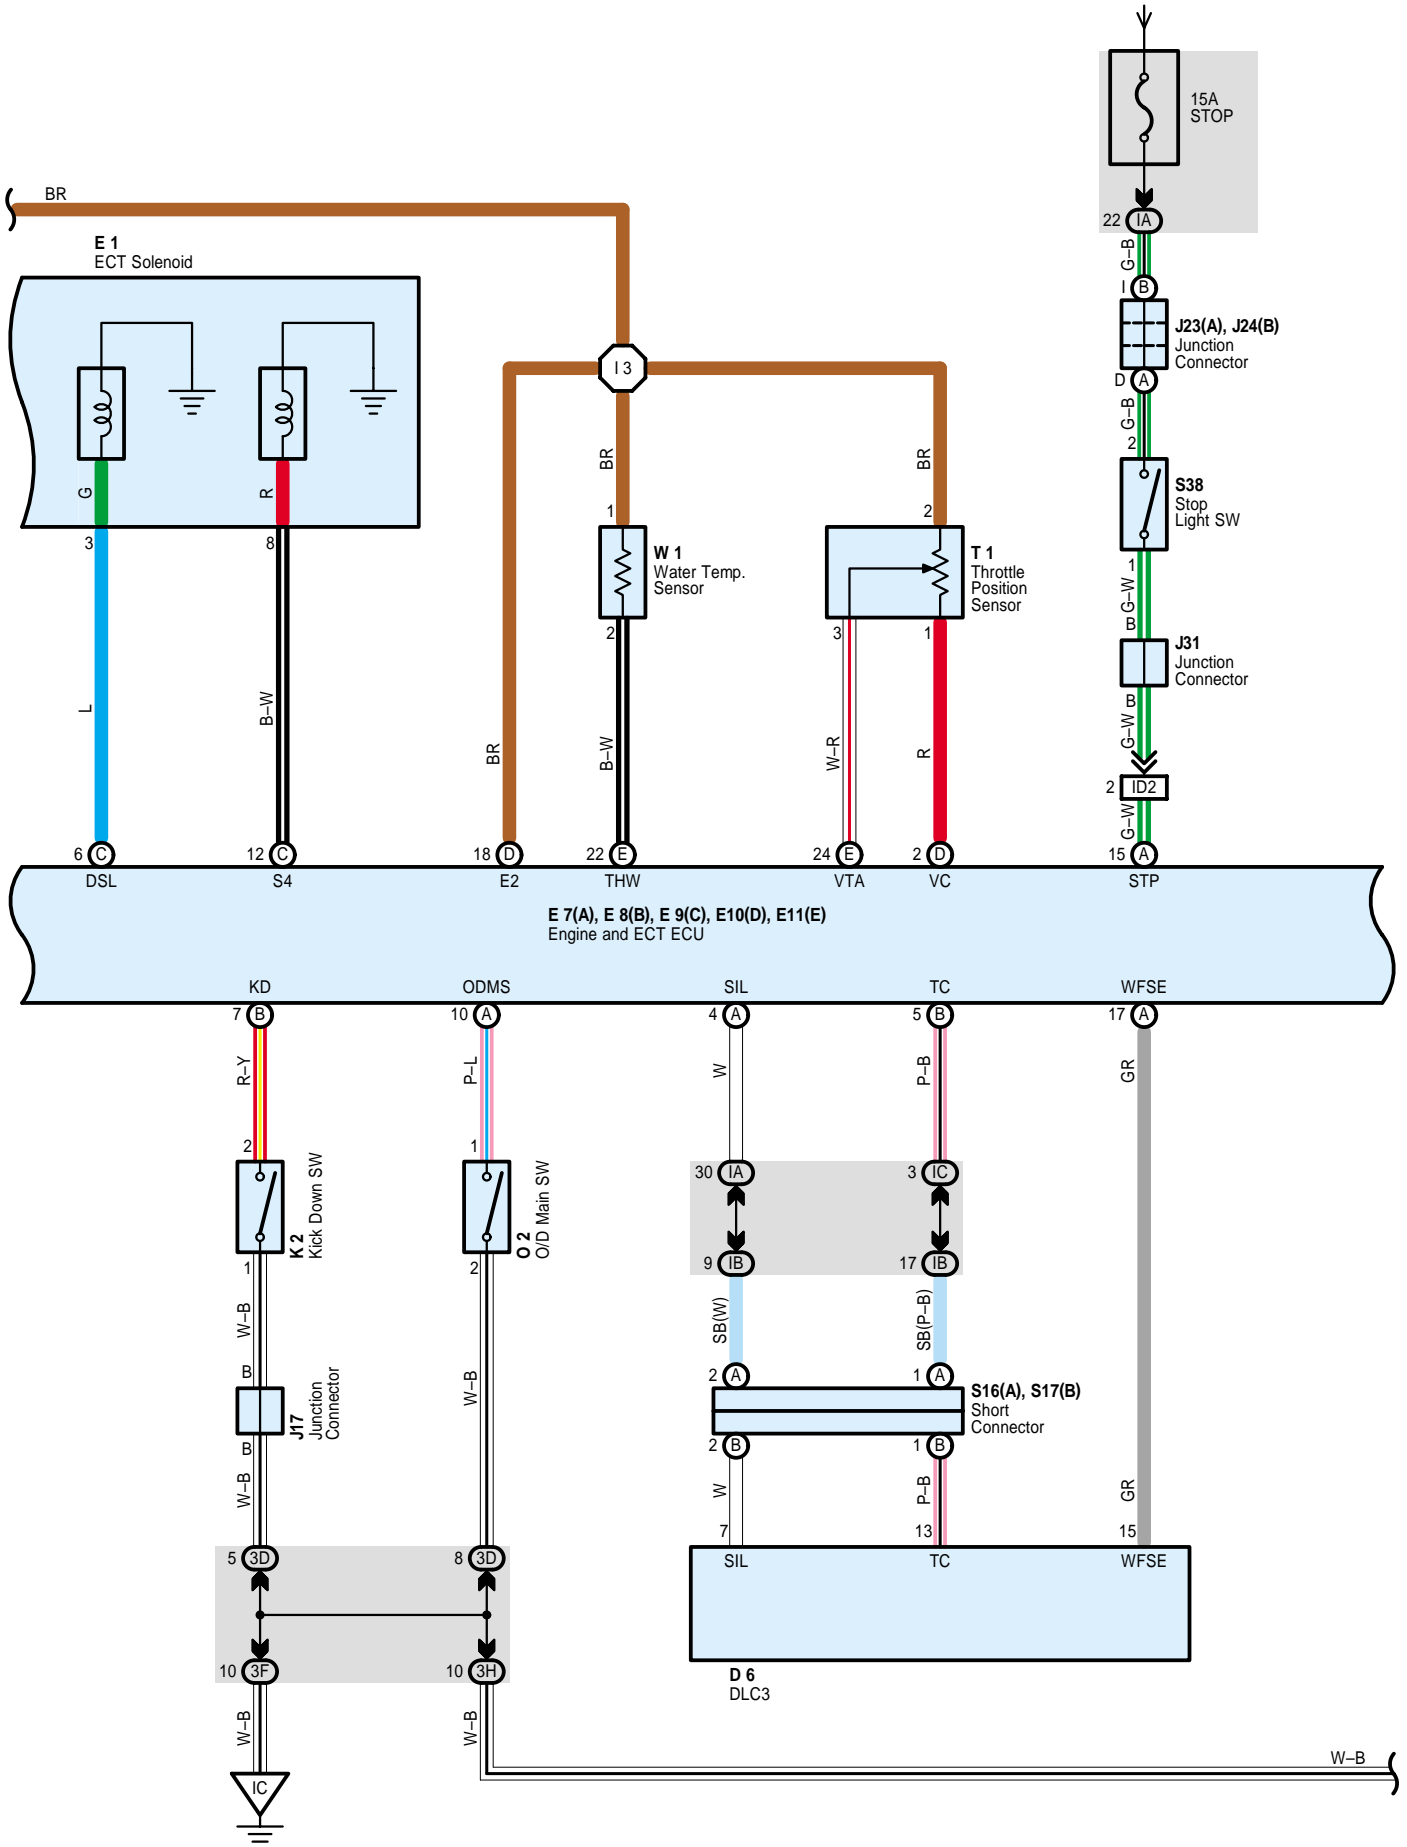 15A
STOP
22 IA
G–B
I B
J23(A), J24(B)
Junction
Connector
D A
G–B
2
S38
Stop
Light SW
1
G–W
B
J31
Junction
Connector
B
G–W
2 ID2
G–W
15 A
BR
E 1
ECT Solenoid
G
R
3
8
L
B–W
6 C
12 C
I 3
BR
BR
1
2
W 1
Water Temp.
Sensor
T 1
Throttle
Position
Sensor
2
3
1
BR
B–W
W–R
R
18 D
22 E
24 E
2 D
DSL
S4
E2
THW
VTA
VC
STP
E 7(A), E 8(B), E 9(C), E10(D), E11(E)
Engine and ECT ECU
KD
ODMS
SIL
TC
WFSE
7 B
10 A
4 A
5 B
17 A
R–Y
P–L
W
P–B
GR
2
1
K 2
Kick Down SW
O 2
O/D Main SW
1
2
30 IA
3 IC
9 IB
17 IB
W–B
SB(W)
SB(P–B)
B
J17
Junction
Connector
B
W–B
W–B
2 A
1 A
S16(A), S17(B)
Short
Connector
2 B
1 B
W
P–B
GR
7
13
15
SIL
TC
WFSE
D 6
DLC3
5 3D
8 3D
10 3F
10 3H
W–B
W–B
W–B
IC